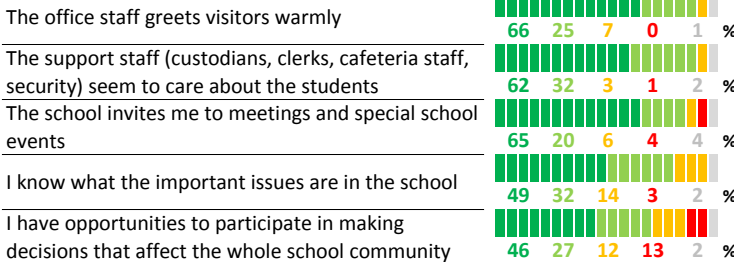 The office staff greets visitors warmly
66 25 7 0 1 %
The support staff (custodians, clerks, cafeteria staff,
security) seem to care about the students
62 32 3 1 2 %
The school invites me to meetings and special school
events
65 20 6 4 4 %
I know what the important issues are in the school
49 32 14 3 2 %
I have opportunities to participate in making
decisions that affect the whole school community
46 27 12 13 2 %